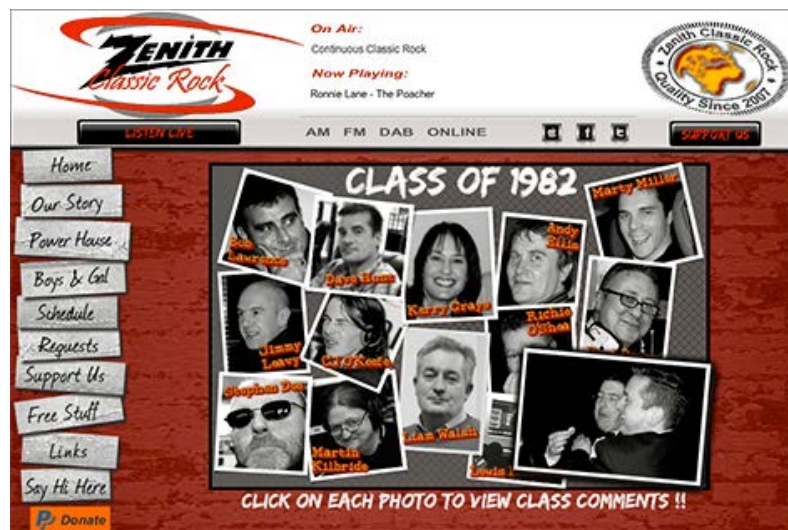 ZENITH
Classic Rock
On Air:
Continuous Classic Rock
Now Playing:
Ronnie Lane - The Poacher
Zenith Classic Rock
Quality Since 2007
LISTEN LIVE
AM FM DAB ONLINE
SUPPORT US
Home
Our Story
Power House
Boys & Gal
Schedule
Requests
Support Us
Free Stuff
Links
Say Hi Here
Donate
CLASS OF 1982
Bob
Lawrence
Dave Hunt
Kerry Grays
Andy
Ellis
Marty Miller
Jimmy
Leavy
CJ O'Keefe
Richie
O'Shea
Stephen
Martin
Kilbride
Liam Walsh
Lewis
CLICK ON EACH PHOTO TO VIEW CLASS COMMENTS !!